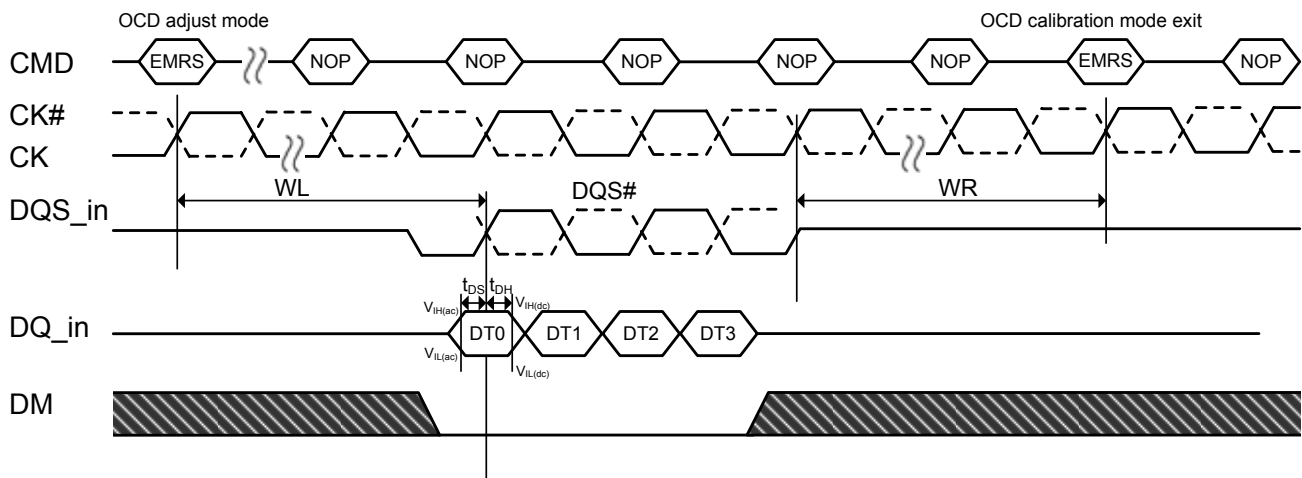 OCD adjust mode
OCD calibration mode exit
CMD
EMRS
NOP
NOP
NOP
NOP
NOP
EMRS
NOP
CK#
CK
WL
DQS#
WR
DQS_in
tDS
tDH
VIH(ac)
VIH(dc)
DQ_in
DT0
DT1
DT2
DT3
VIL(ac)
VIL(dc)
DM